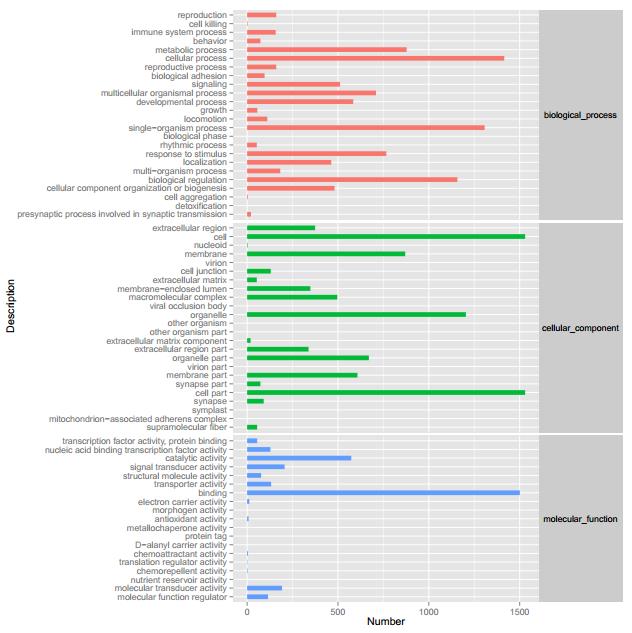 Description
reproduction
cell killing
immune system process
behavior
metabolic process
cellular process
reproductive process
biological adhesion
signaling
multicellular organismal process
developmental process
growth
locomotion
single−organism process
biological phase
rhythmic process
response to stimulus
localization
multi−organism process
biological regulation
cellular component organization or biogenesis
cell aggregation
detoxification
presynaptic process involved in synaptic transmission
biological_process
extracellular region
cell
nucleoid
membrane
virion
cell junction
extracellular matrix
membrane−enclosed lumen
macromolecular complex
viral occlusion body
organelle
other organism
other organism part
extracellular matrix component
extracellular region part
organelle part
virion part
membrane part
synapse part
cell part
synapse
symplast
mitochondrion−associated adherens complex
supramolecular fiber
cellular_component
transcription factor activity, protein binding
nucleic acid binding transcription factor activity
catalytic activity
signal transducer activity
structural molecule activity
transporter activity
binding
electron carrier activity
morphogen activity
antioxidant activity
metallochaperone activity
protein tag
D−alanyl carrier activity
chemoattractant activity
translation regulator activity
chemorepellent activity
nutrient reservoir activity
molecular transducer activity
molecular function regulator
molecular_function
0 500 1000 1500
Number